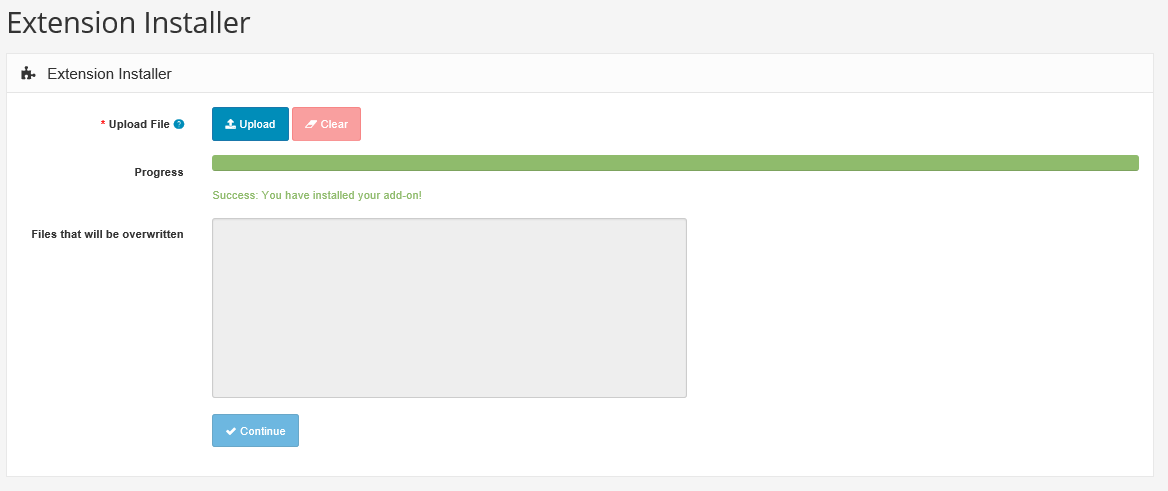 Extension Installer
Extension Installer
* Upload File ? Upload Clear
Progress
Success: You have installed your add-on!
Files that will be overwritten
Continue